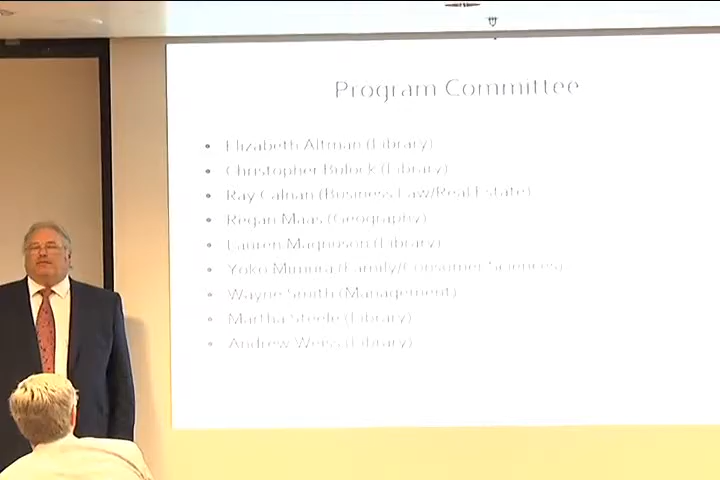 Program Committee
• Elizabeth Altman (Library)
• Christopher Bulock (Library)
• Ray Calnan (Business Law/Real Estate)
• Regan Maas (Geography)
• Lauren Magnuson (Library)
• Yoko Mimura (Family/Consumer Sciences)
• Wayne Smith (Management)
• Martha Steele (Library)
• Andrew Weiss (Library)